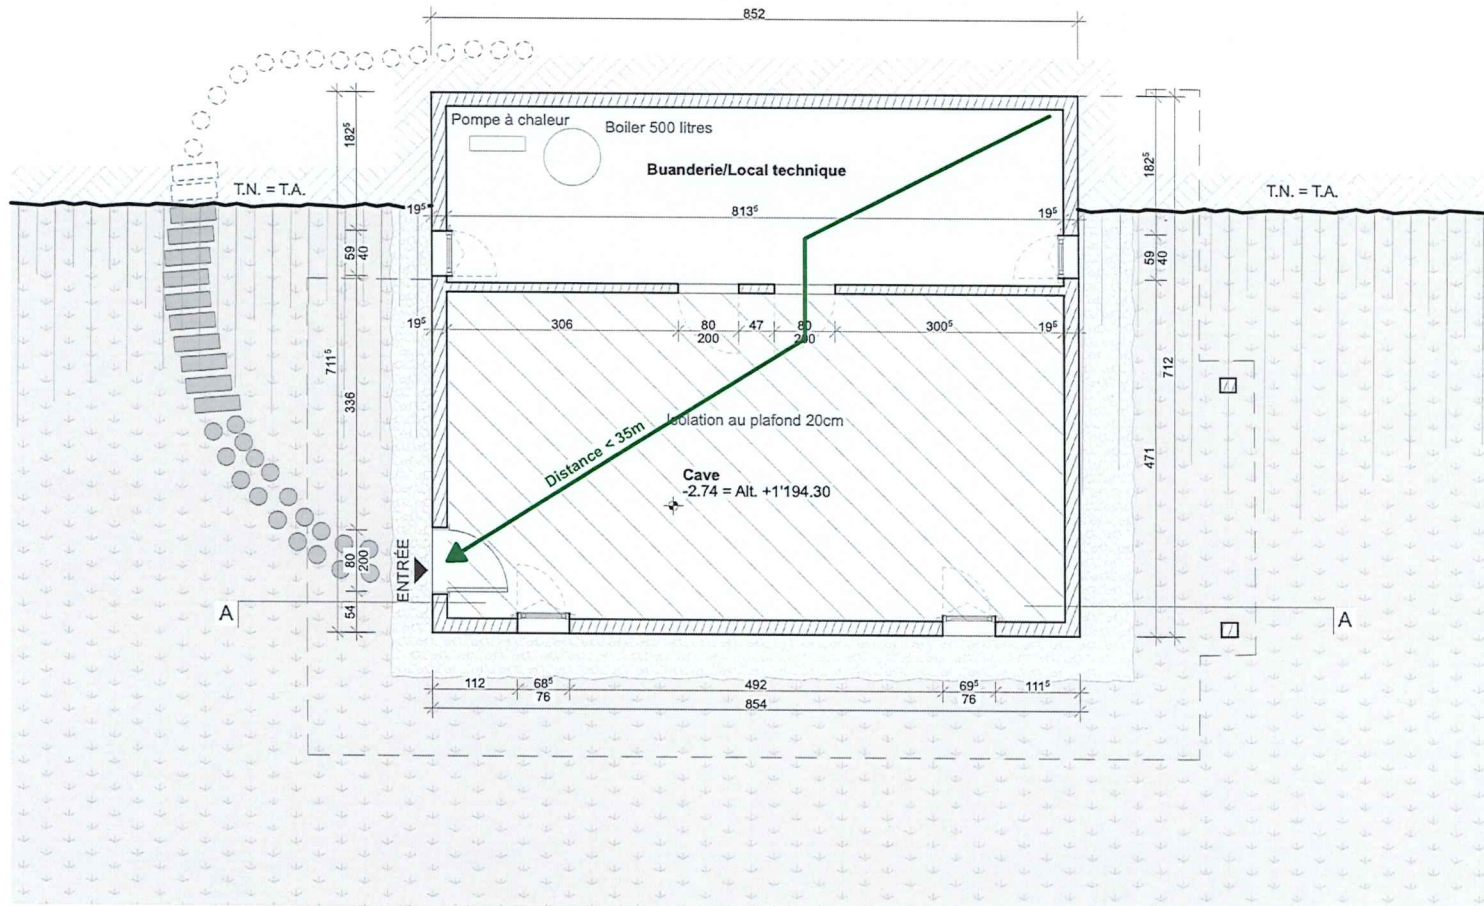 852
Pompe à chaleur
Boiler 500 litres
Buanderie/Local technique
T.N. = T.A.
T.N. = T.A.
182⁵
182⁵
19⁵
813⁵
19⁵
59
40
59
40
19⁵
306
80
200
47
80
200
300⁵
19⁵
711⁵
336
712
471
Isolation au plafond 20cm
Distance < 35m
Cave
-2.74 = Alt. +1'194.30
ENTRÉE
80
200
54
A
A
112
68⁵
76
492
69⁵
76
111⁵
854